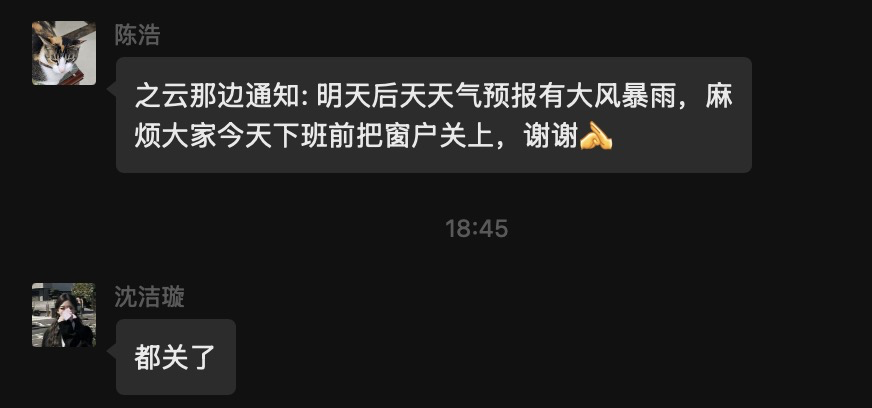 陈浩
之云那边通知: 明天后天天气预报有大风暴雨，麻
烦大家今天下班前把窗户关上，谢谢
18:45
沈洁璇
都关了